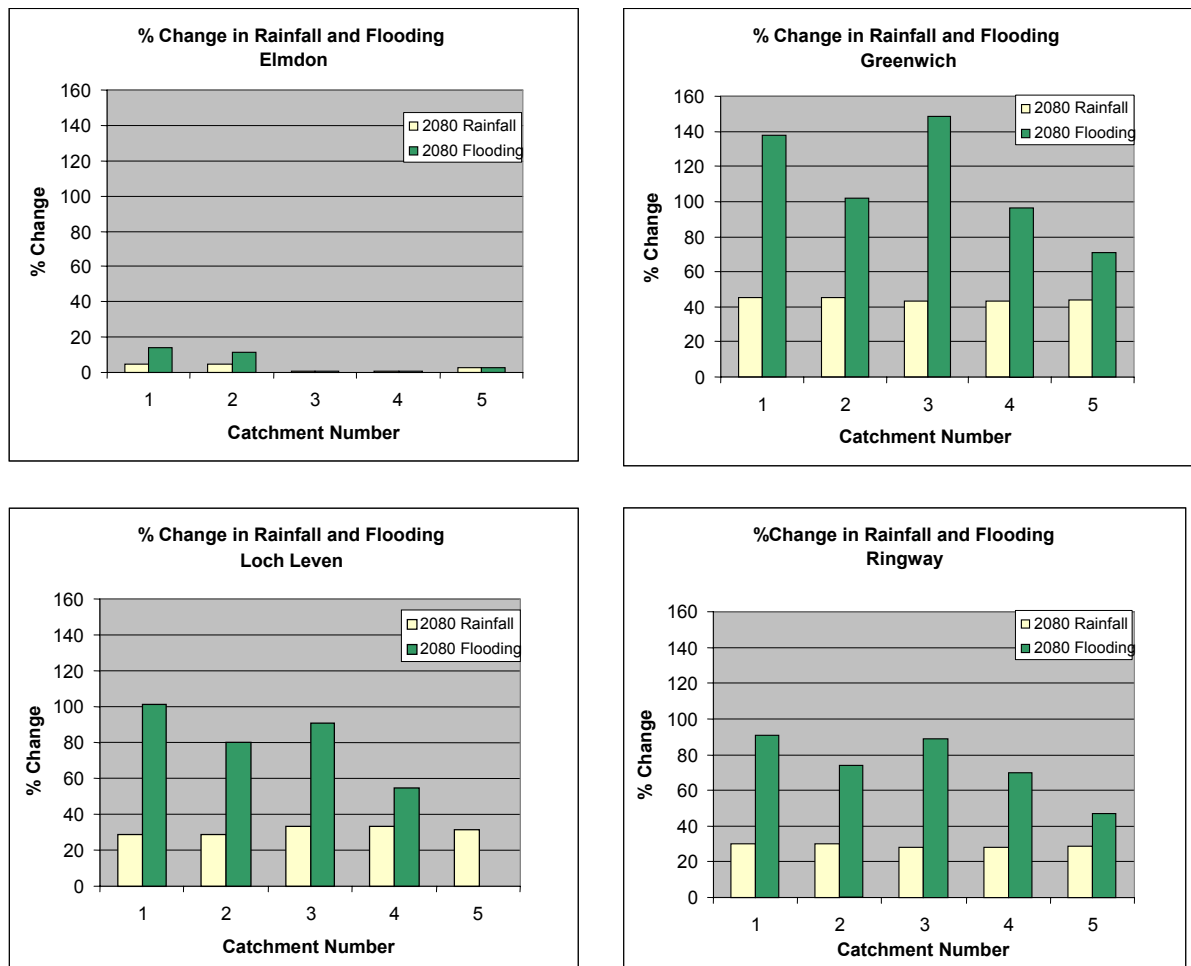 % Change in Rainfall and Flooding
Elmdon
160
140
120
100
80
60
40
20
0
% Change
2080 Rainfall
2080 Flooding
1 2 3 4 5
Catchment Number
% Change in Rainfall and Flooding
Greenwich
160
140
120
100
80
60
40
20
0
% Change
2080 Rainfall
2080 Flooding
1 2 3 4 5
Catchment Number
% Change in Rainfall and Flooding
Loch Leven
160
140
120
100
80
60
40
20
0
% Change
2080 Rainfall
2080 Flooding
1 2 3 4 5
Catchment Number
%Change in Rainfall and Flooding
Ringway
160
140
120
100
80
60
40
20
0
% Change
2080 Rainfall
2080 Flooding
1 2 3 4 5
Catchment Number